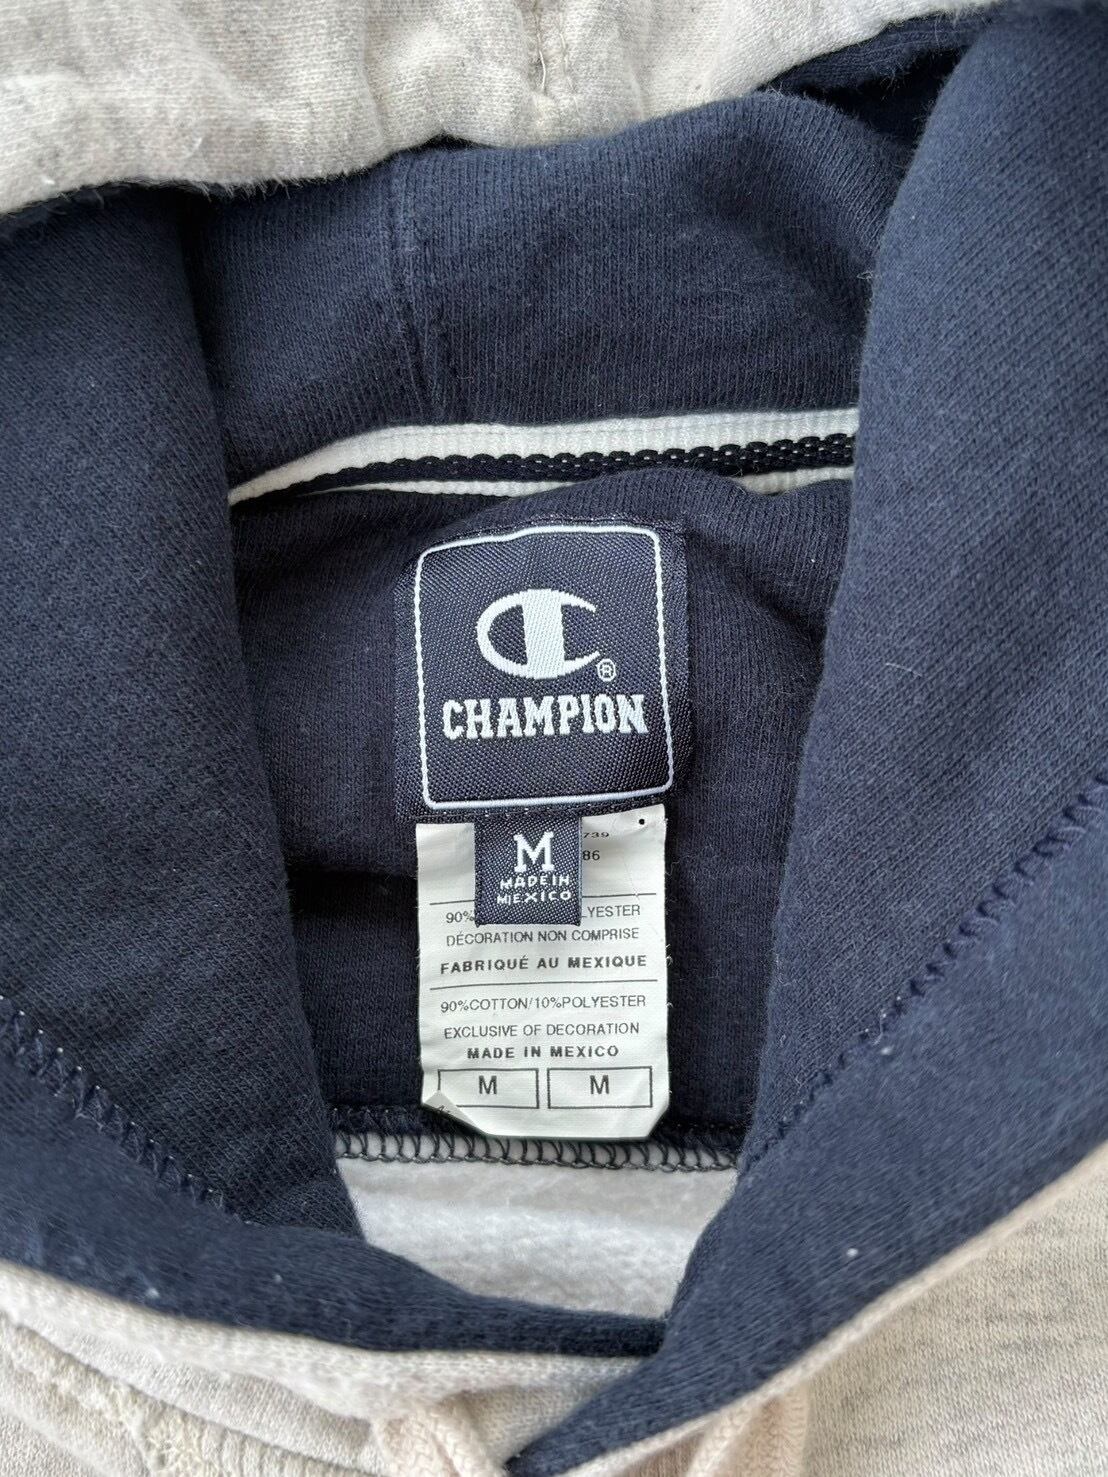 ®
CHAMPION
M
MADE IN
MEXICO
739
86
90%
LYESTER
DÉCORATION NON COMPRISE
FABRIQUÉ AU MEXIQUE
90%COTTON/10%POLYESTER
EXCLUSIVE OF DECORATION
MADE IN MEXICO
M M